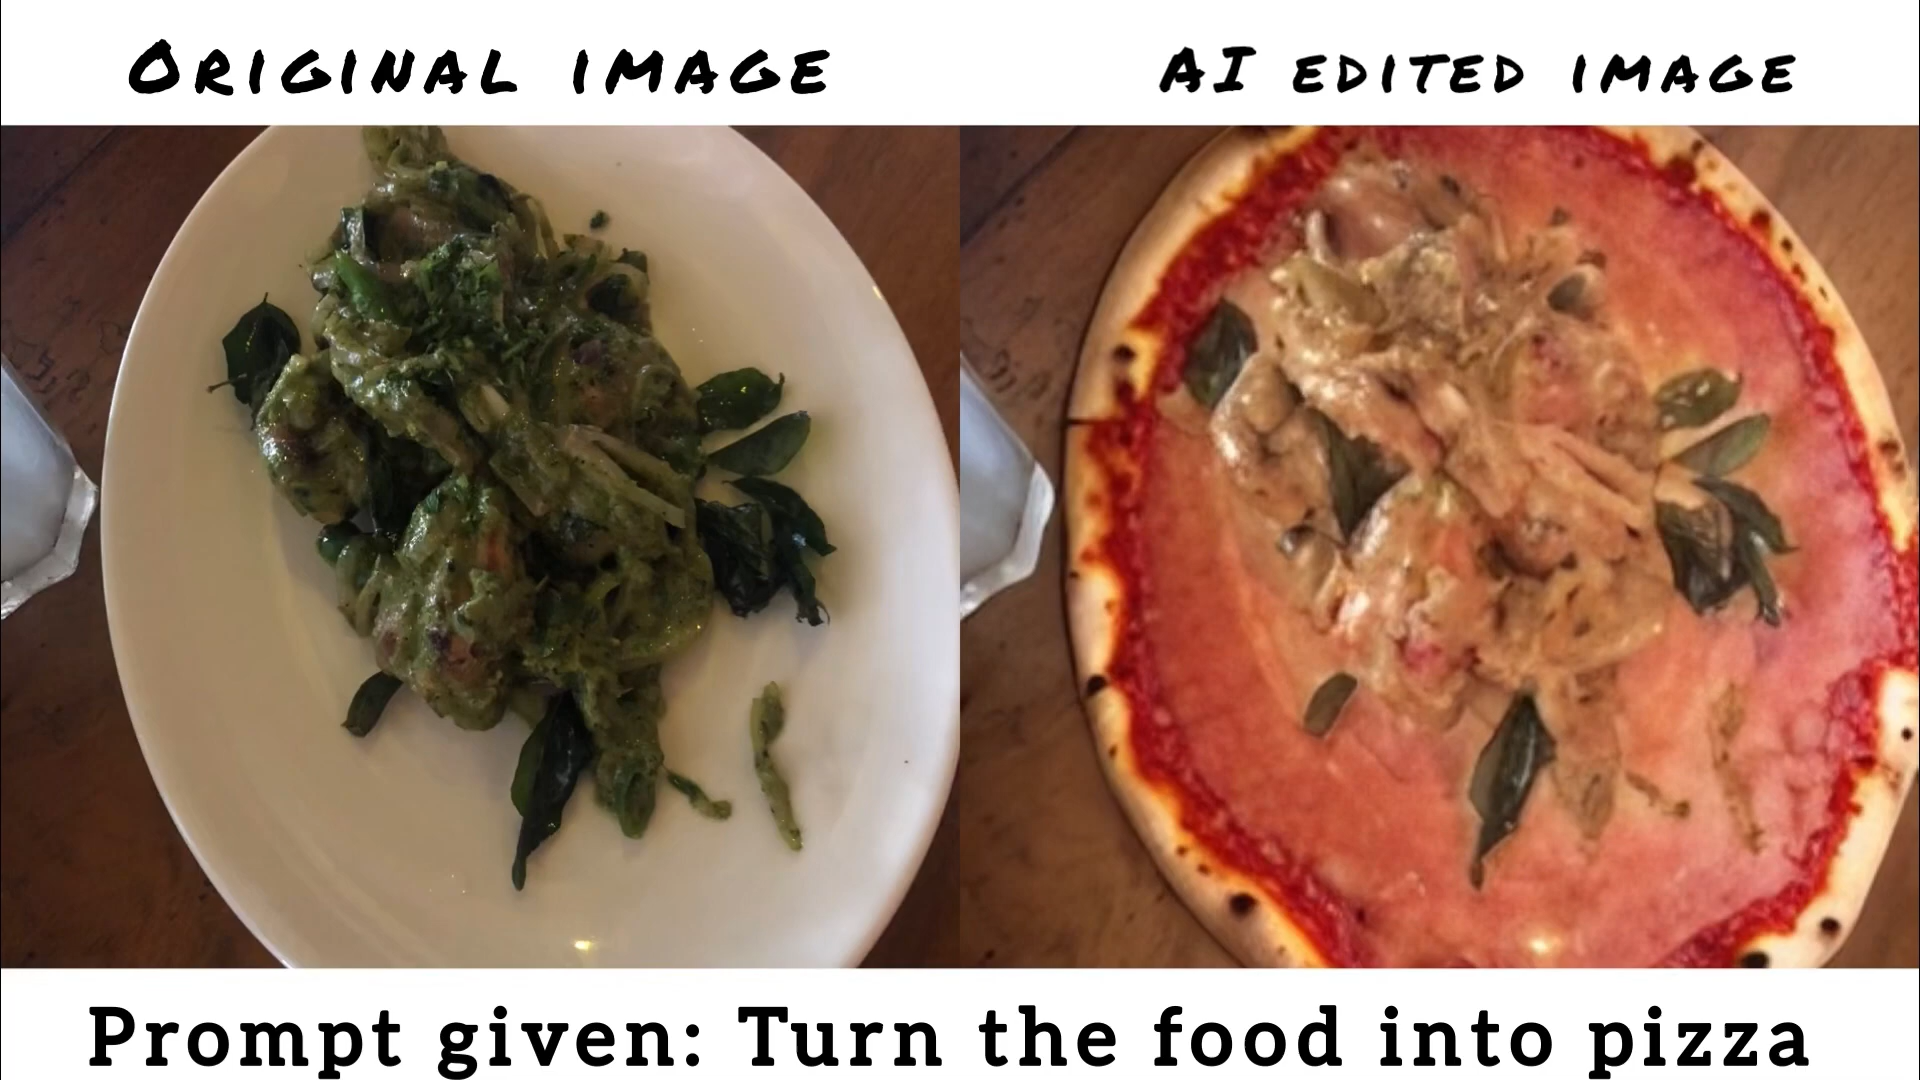 Original image
AI edited image
Prompt given: Turn the food into pizza